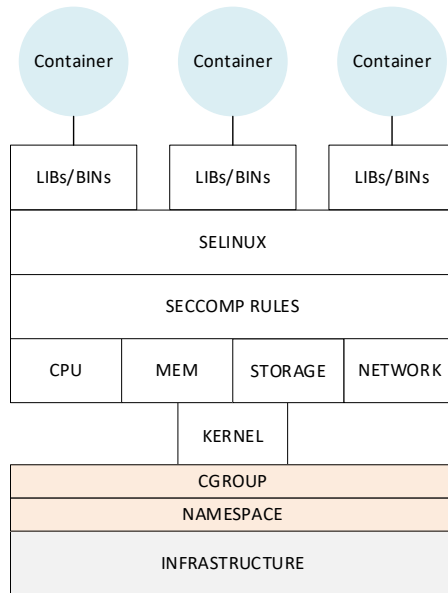 Container Container Container
LIBs/BINs LIBs/BINs LIBs/BINs
SELINUX
SECCOMP RULES
CPU MEM STORAGE NETWORK
KERNEL
CGROUP
NAMESPACE
INFRASTRUCTURE